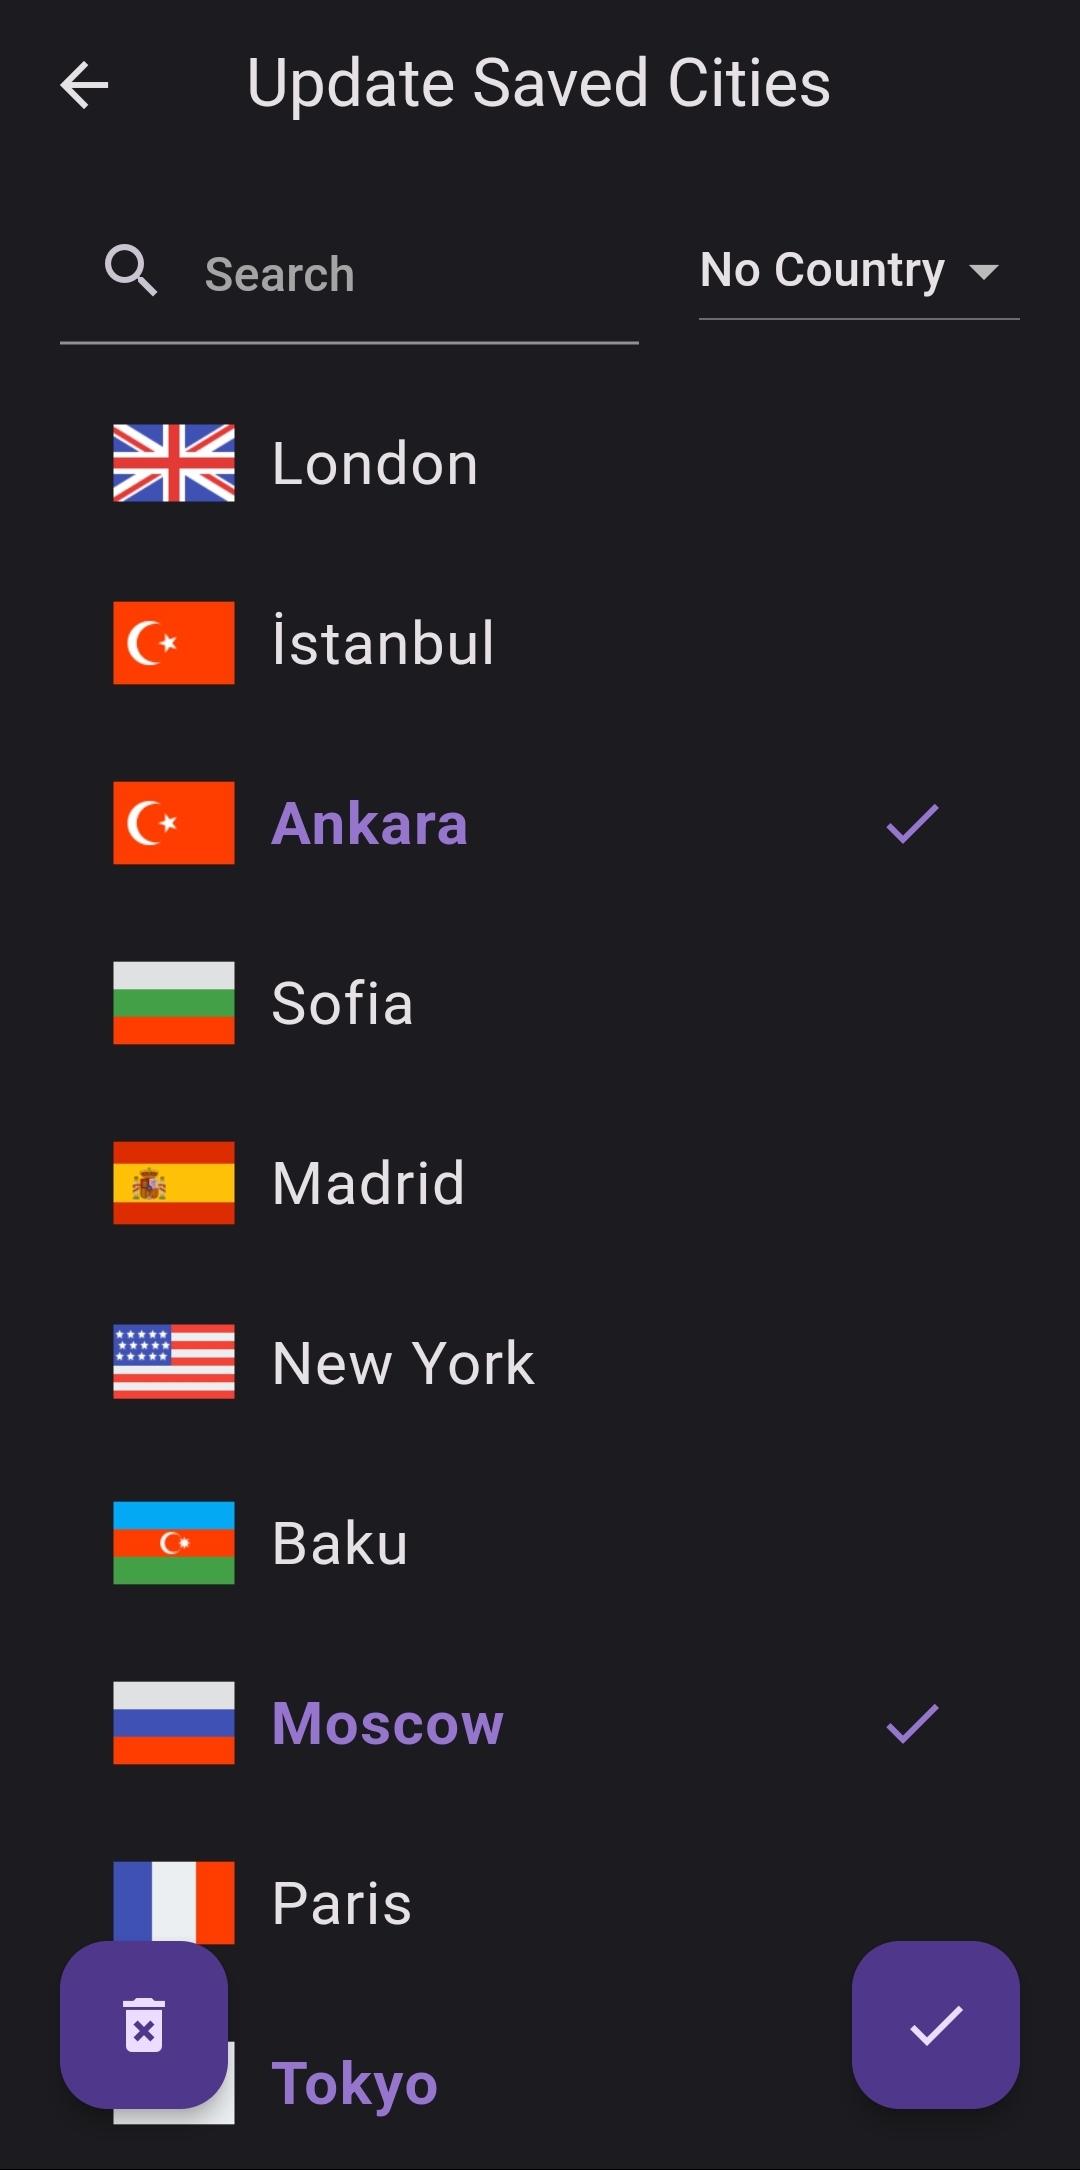 Update Saved Cities
Search
No Country
London
İstanbul
Ankara
Sofia
Madrid
New York
Baku
Moscow
Paris
Tokyo